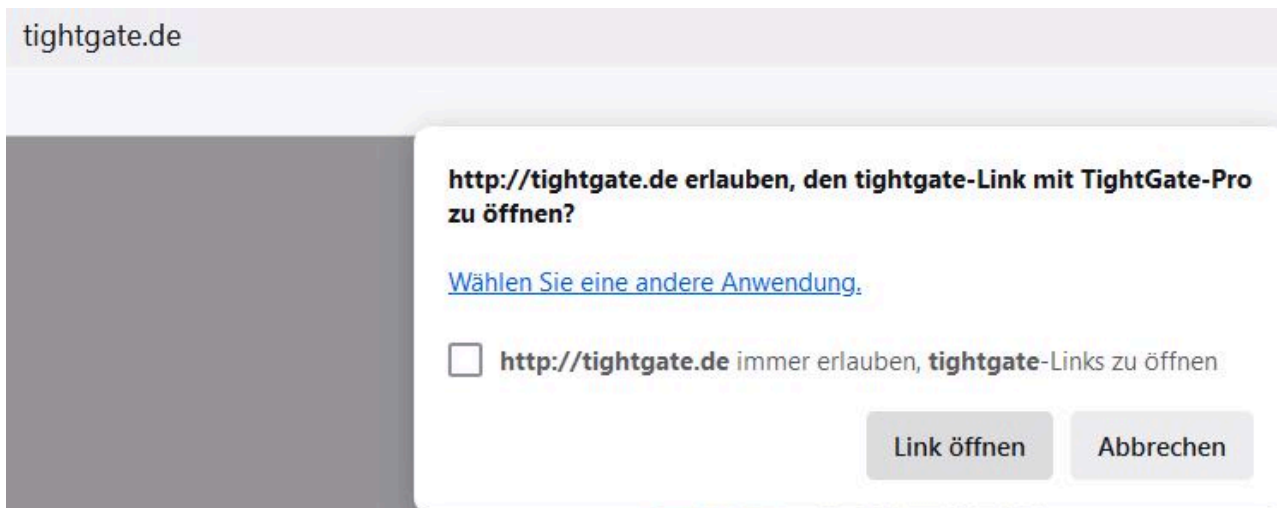 tightgate.de
http://tightgate.de erlauben, den tightgate-Link mit TightGate-Pro
zu öffnen?
Wählen Sie eine andere Anwendung.
http://tightgate.de immer erlauben, tightgate-Links zu öffnen
Link öffnen
Abbrechen